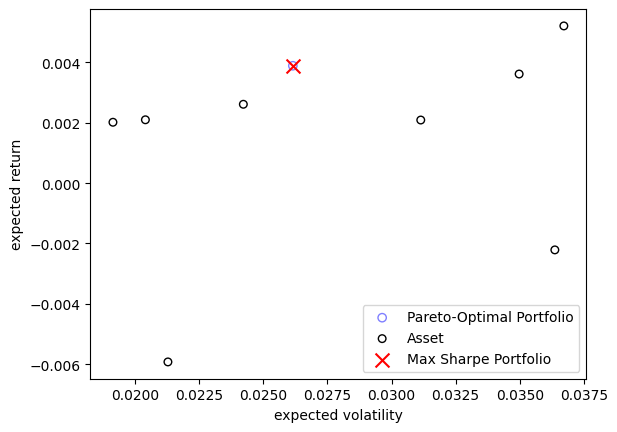 expected return
0.004
0.002
0.000
−0.002
−0.004
−0.006
Pareto-Optimal Portfolio
Asset
Max Sharpe Portfolio
0.0200 0.0225 0.0250 0.0275 0.0300 0.0325 0.0350 0.0375
expected volatility